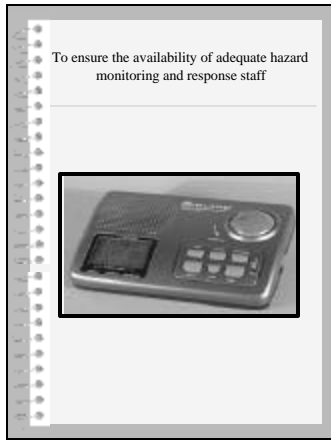 To ensure the availability of adequate hazard
monitoring and response staff